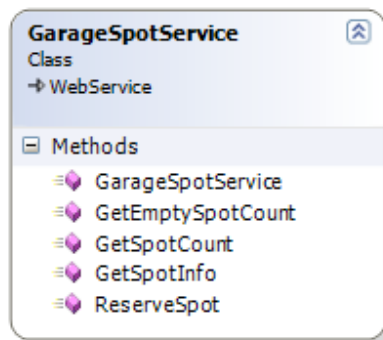 GarageSpotService
Class
WebService
Methods
GarageSpotService
GetEmptySpotCount
GetSpotCount
GetSpotInfo
ReserveSpot